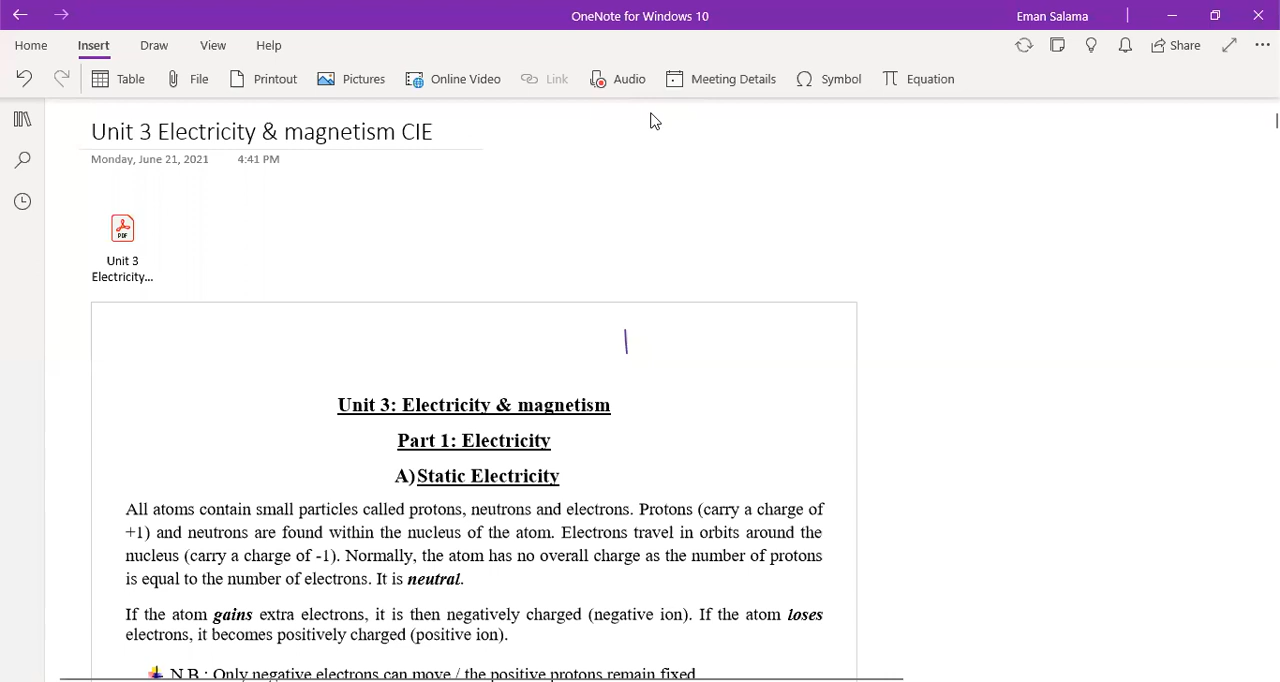 OneNote for Windows 10
Eman Salama
Home Insert Draw View Help
Share
Table File Printout Pictures Online Video Link Audio Meeting Details Symbol Equation
Unit 3 Electricity & magnetism CIE
Monday, June 21, 2021 4:41 PM
PDF
Unit 3
Electricity...
Unit 3: Electricity & magnetism
Part 1: Electricity
A) Static Electricity
All atoms contain small particles called protons, neutrons and electrons. Protons (carry a charge of
+1) and neutrons are found within the nucleus of the atom. Electrons travel in orbits around the
nucleus (carry a charge of -1). Normally, the atom has no overall charge as the number of protons
is equal to the number of electrons. It is neutral.
If the atom gains extra electrons, it is then negatively charged (negative ion). If the atom loses
electrons, it becomes positively charged (positive ion).
N.B.: Only negative electrons can move / the positive protons remain fixed